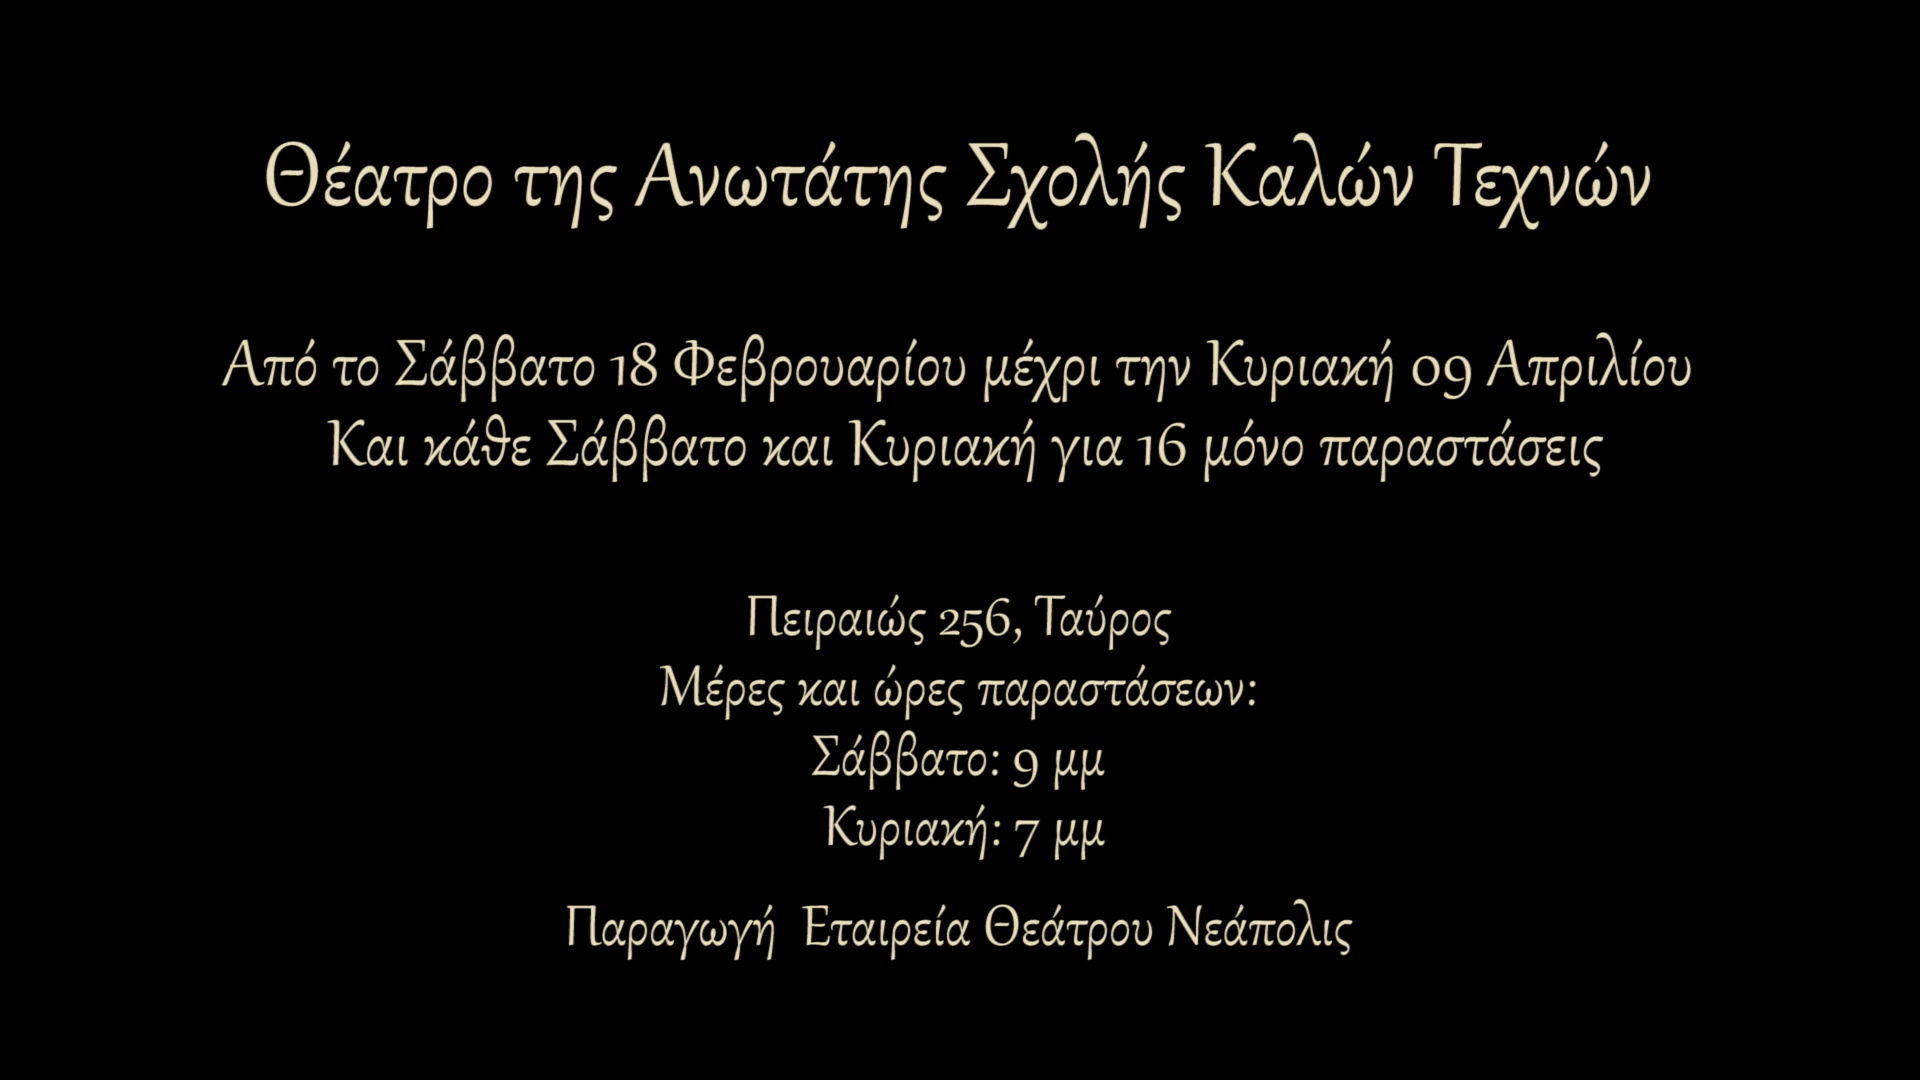 Θέατρο της Ανωτάτης Σχολής Καλών Τεχνών
Από το Σάββατο 18 Φεβρουαρίου μέχρι την Κυριακή 09 Απριλίου
Και κάθε Σάββατο και Κυριακή για 16 μόνο παραστάσεις
Πειραιώς 256, Ταύρος
Μέρες και ώρες παραστάσεων:
Σάββατο: 9 μμ
Κυριακή: 7 μμ
Παραγωγή Εταιρεία Θεάτρου Νεάπολις